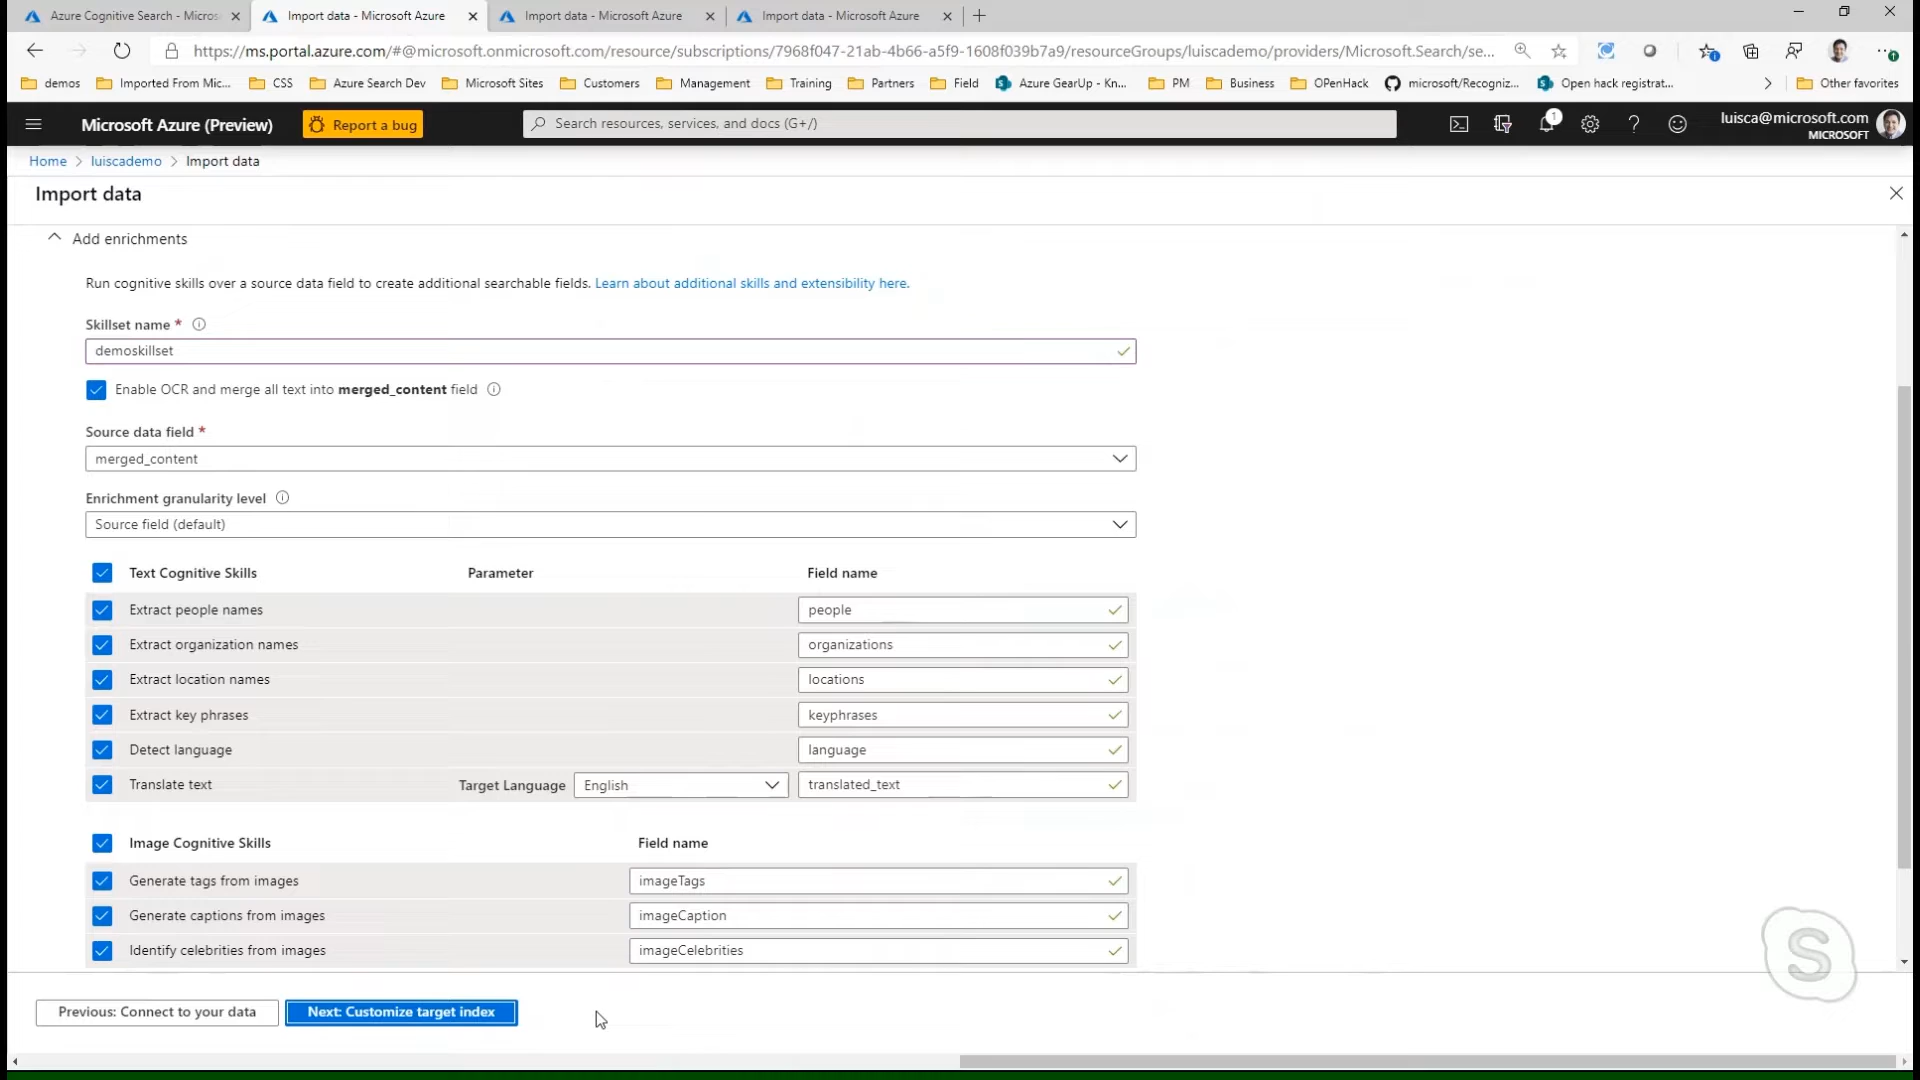 Azure Cognitive Search - Micros
Import data - Microsoft Azure
Import data - Microsoft Azure
Import data - Microsoft Azure
https://ms.portal.azure.com/#@microsoft.onmicrosoft.com/resource/subscriptions/7968f047-21ab-4b66-a5f9-1608f039b7a9/resourceGroups/luiscademo/providers/Microsoft.Search/se...
demos
Imported From Mic...
CSS
Azure Search Dev
Microsoft Sites
Customers
Management
Training
Partners
Field
Azure GearUp - Kn...
PM
Business
OPenHack
microsoft/Recogniz...
Open hack registrat...
Other favorites
Microsoft Azure (Preview)
Report a bug
Search resources, services, and docs (G+/)
1
luisca@microsoft.com
MICROSOFT
Home > luiscademo > Import data
Import data
Add enrichments
Run cognitive skills over a source data field to create additional searchable fields. Learn about additional skills and extensibility here.
Skillset name *
demoskillset
Enable OCR and merge all text into merged_content field
Source data field *
merged_content
Enrichment granularity level
Source field (default)
Text Cognitive Skills Parameter Field name
Extract people names people
Extract organization names organizations
Extract location names locations
Extract key phrases keyphrases
Detect language language
Translate text Target Language English translated_text
Image Cognitive Skills Field name
Generate tags from images imageTags
Generate captions from images imageCaption
Identify celebrities from images imageCelebrities
Previous: Connect to your data
Next: Customize target index